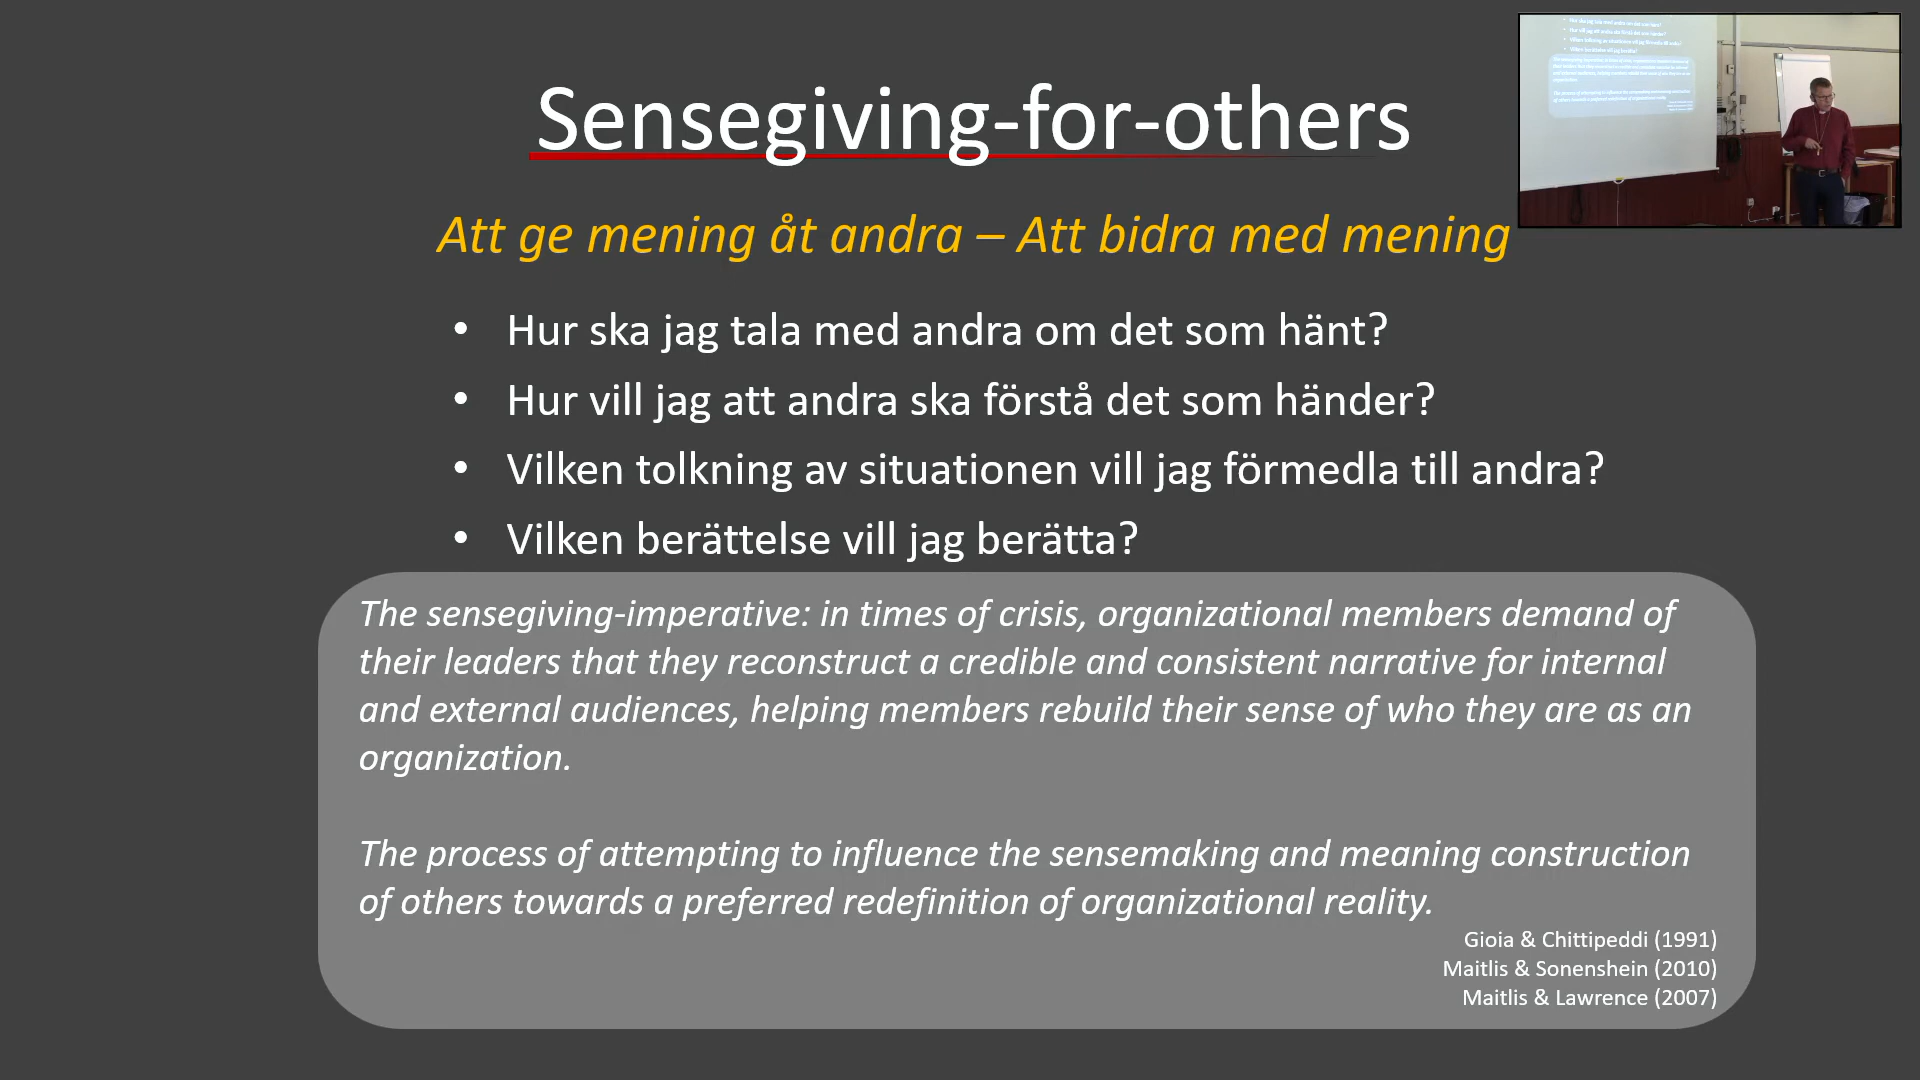 Sensegiving-for-others
Att ge mening åt andra – Att bidra med mening
• Hur ska jag tala med andra om det som hänt?
• Hur vill jag att andra ska förstå det som händer?
• Vilken tolkning av situationen vill jag förmedla till andra?
• Vilken berättelse vill jag berätta?
The sensegiving-imperative: in times of crisis, organizational members demand of
their leaders that they reconstruct a credible and consistent narrative for internal
and external audiences, helping members rebuild their sense of who they are as an
organization.
The process of attempting to influence the sensemaking and meaning construction
of others towards a preferred redefinition of organizational reality.
Gioia & Chittipeddi (1991)
Maitlis & Sonenshein (2010)
Maitlis & Lawrence (2007)